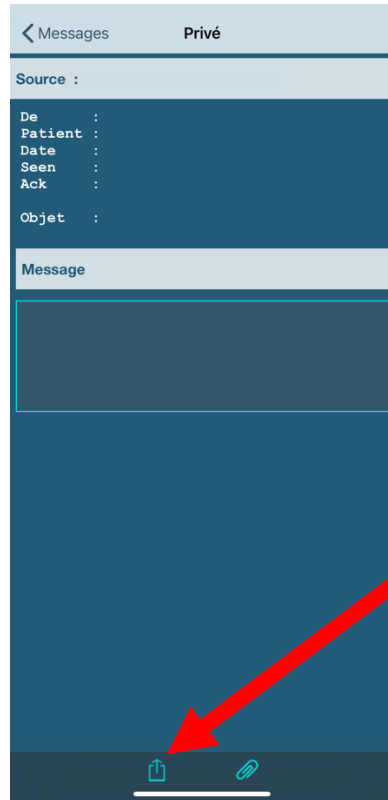 Messages Privé
Source :
De :
Patient :
Date :
Seen :
Ack :
Objet :
Message